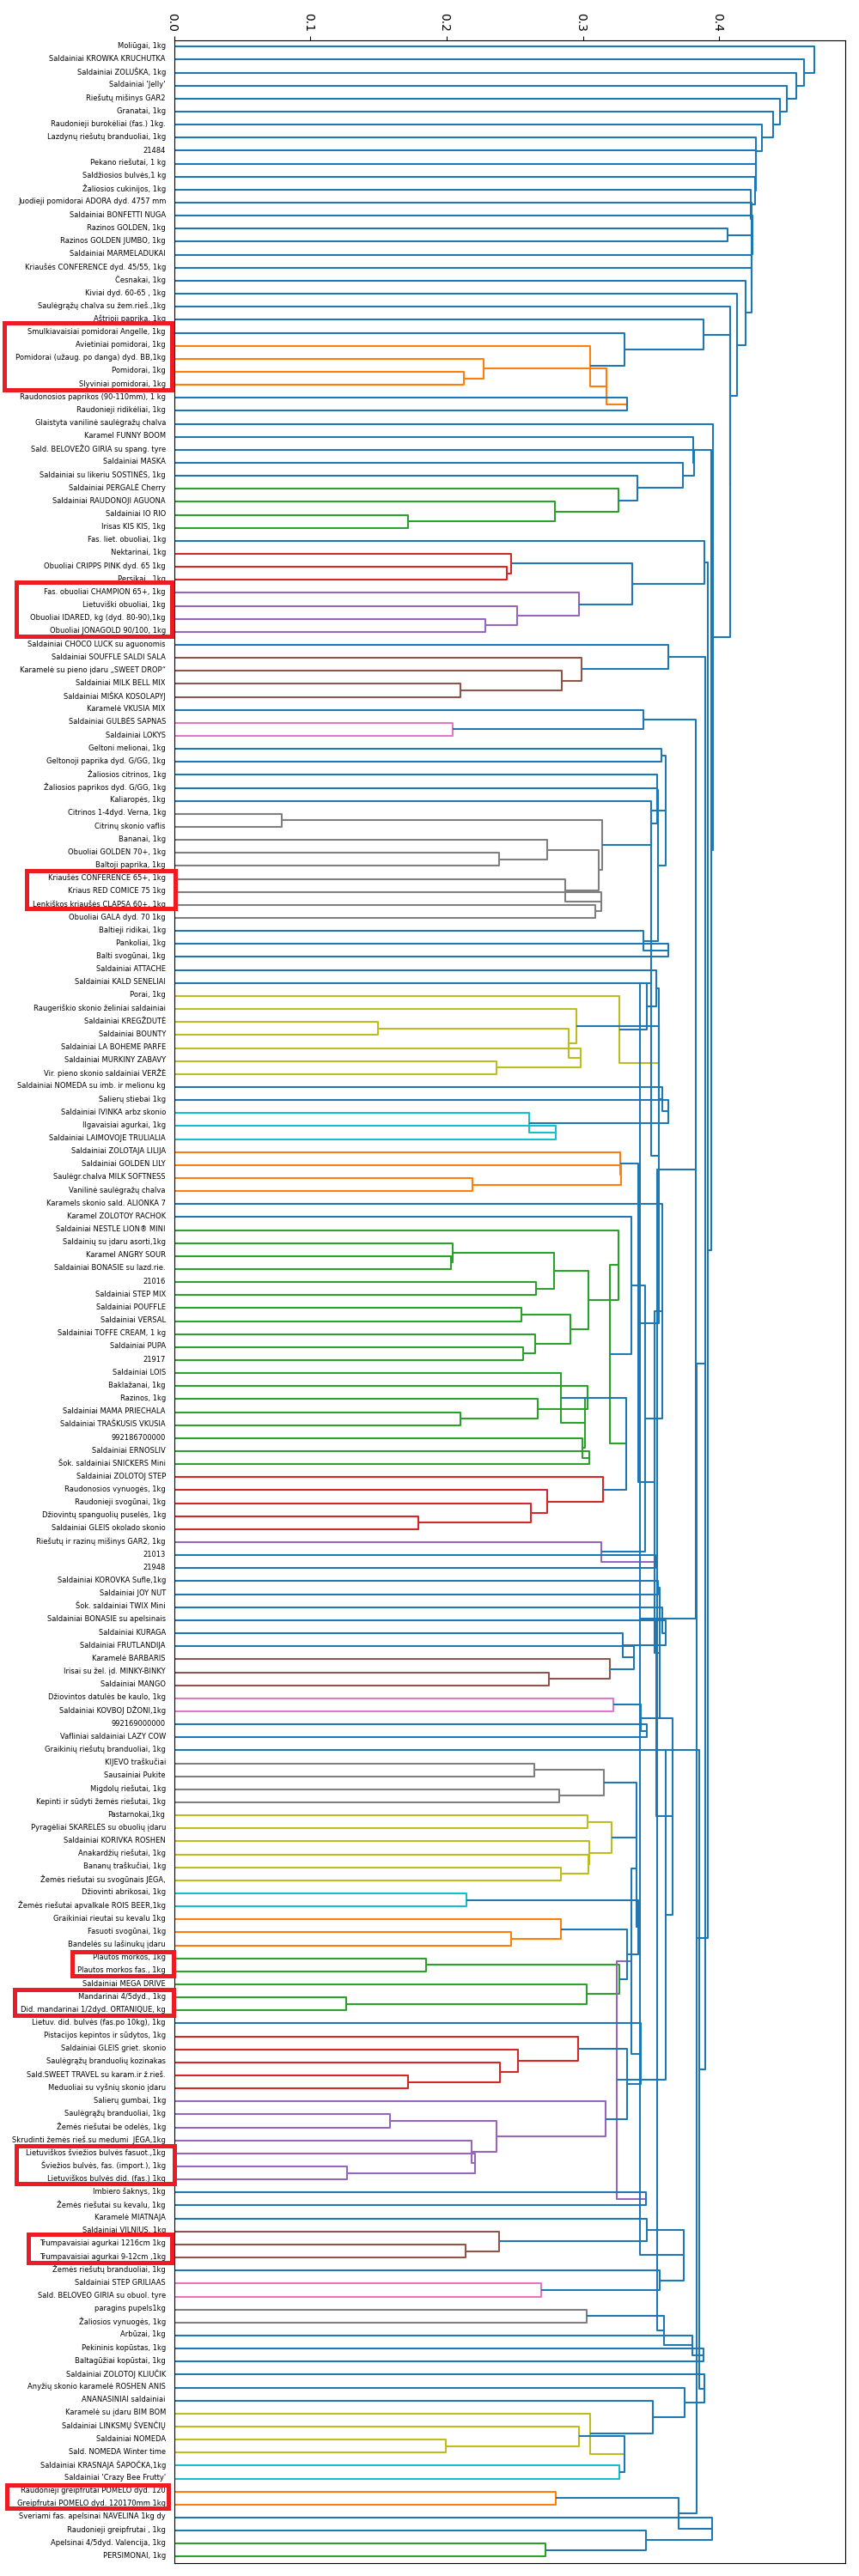 0.0 0.1 0.2 0.3 0.4
Moliūgai, 1kg
Saldainiai KROWKA KRUCHUTKA
Saldainiai ZOLUŠKA, 1kg
Saldainiai 'Jelly'
Riešutų mišinys GAR2
Granatai, 1kg
Raudonieji burokėliai (fas.) 1kg.
Lazdynų riešutų branduoliai, 1kg
21484
Pekano riešutai, 1 kg
Saldžiosios bulvės,1 kg
Žaliosios cukinijos, 1kg
Juodieji pomidorai ADORA dyd. 4757 mm
Saldainiai BONFETTI NUGA
Razinos GOLDEN, 1kg
Razinos GOLDEN JUMBO, 1kg
Saldainiai MARMELADUKAI
Kriaušės CONFERENCE dyd. 45/55, 1kg
Česnakai, 1kg
Kiviai dyd. 60-65 , 1kg
Saulėgrąžų chalva su žem.rieš.,1kg
Aštrioji paprika, 1kg
Smulkiavaisiai pomidorai Angelle, 1kg
Avietiniai pomidorai, 1kg
Pomidorai (užaug. po danga) dyd. BB,1kg
Pomidorai, 1kg
Slyviniai pomidorai, 1kg
Raudonosios paprikos (90-110mm), 1 kg
Raudonieji ridikėliai, 1kg
Glaistyta vanilinė saulėgražų chalva
Karamel FUNNY BOOM
Sald. BELOVEŽO GIRIA su spang. tyre
Saldainiai MASKA
Saldainiai su likeriu SOSTINĖS, 1kg
Saldainiai PERGALĖ Cherry
Saldainiai RAUDONOJI AGUONA
Saldainiai IO RIO
Irisas KIS KIS, 1kg
Fas. liet. obuoliai, 1kg
Nektarinai, 1kg
Obuoliai CRIPPS PINK dyd. 65 1kg
Persikai , 1kg
Fas. obuoliai CHAMPION 65+, 1kg
Lietuviški obuoliai, 1kg
Obuoliai IDARED, kg (dyd. 80-90),1kg
Obuoliai JONAGOLD 90/100, 1kg
Saldainiai CHOCO LUCK su aguonomis
Saldainiai SOUFFLE SALDI SALA
Karamelė su pieno įdaru „SWEET DROP"
Saldainiai MILK BELL MIX
Saldainiai MIŠKA KOSOLAPYJ
Karamelė VKUSIA MIX
Saldainiai GULBĖS SAPNAS
Saldainiai LOKYS
Geltoni melionai, 1kg
Geltonoji paprika dyd. G/GG, 1kg
Žaliosios citrinos, 1kg
Žaliosios paprikos dyd. G/GG, 1kg
Kaliaropės, 1kg
Citrinos 1-4dyd. Verna, 1kg
Citrinų skonio vaflis
Bananai, 1kg
Obuoliai GOLDEN 70+, 1kg
Baltoji paprika, 1kg
Kriaušės CONFERENCE 65+, 1kg
Kriaus RED COMICE 75 1kg
Lenkiškos kriaušės CLAPSA 60+, 1kg
Obuoliai GALA dyd. 70 1kg
Baltieji ridikai, 1kg
Pankoliai, 1kg
Balti svogūnai, 1kg
Saldainiai ATTACHE
Saldainiai KALD SENELIAI
Porai, 1kg
Raugeriškio skonio želiniai saldainiai
Saldainiai KREGŽDUTĖ
Saldainiai BOUNTY
Saldainiai LA BOHEME PARFE
Saldainiai MURKINY ZABAVY
Vir. pieno skonio saldainiai VERŽĖ
Saldainiai NOMEDA su imb. ir melionu kg
Salierų stiebai 1kg
Saldainiai IVINKA arbz skonio
Ilgavaisiai agurkai, 1kg
Saldainiai LAIMOVOJE TRULIALIA
Saldainiai ZOLOTAJA LILIJA
Saldainiai GOLDEN LILY
Saulėgr.chalva MILK SOFTNESS
Vanilinė saulėgražų chalva
Karamels skonio sald. ALIONKA 7
Karamel ZOLOTOY RACHOK
Saldainiai NESTLE LION® MINI
Saldainių su įdaru asorti,1kg
Karamel ANGRY SOUR
Saldainiai BONASIE su lazd.rie.
21016
Saldainiai STEP MIX
Saldainiai POUFFLE
Saldainiai VERSAL
Saldainiai TOFFE CREAM, 1 kg
Saldainiai PUPA
21917
Saldainiai LOIS
Baklažanai, 1kg
Razinos, 1kg
Saldainiai MAMA PRIECHALA
Saldainiai TRAŠKUSIS VKUSIA
992186700000
Saldainiai ERNOSLIV
Šok. saldainiai SNICKERS Mini
Saldainiai ZOLOTOJ STEP
Raudonosios vynuogės, 1kg
Raudonieji svogūnai, 1kg
Džiovintų spanguolių puselės, 1kg
Saldainiai GLEIS okolado skonio
Riešutų ir razinų mišinys GAR2, 1kg
21013
21948
Saldainiai KOROVKA Sufle,1kg
Saldainiai JOY NUT
Šok. saldainiai TWIX Mini
Saldainiai BONASIE su apelsinais
Saldainiai KURAGA
Saldainiai FRUTLANDIJA
Karamelė BARBARIS
Irisai su žel. įd. MINKY-BINKY
Saldainiai MANGO
Džiovintos datulės be kaulo, 1kg
Saldainiai KOVBOJ DŽONI,1kg
992169000000
Vafliniai saldainiai LAZY COW
Graikinių riešutų branduoliai, 1kg
KIJEVO traškučiai
Sausainiai Pukite
Migdolų riešutai, 1kg
Kepinti ir sūdyti žemės riešutai, 1kg
Pastarnokai,1kg
Pyragėliai SKARELĖS su obuolių įdaru
Saldainiai KORIVKA ROSHEN
Anakardžių riešutai, 1kg
Bananų traškučiai, 1kg
Žemės riešutai su svogūnais JĖGA,
Džiovinti abrikosai, 1kg
Žemės riešutai apvalkale ROIS BEER,1kg
Graikiniai rieutai su kevalu 1kg
Fasuoti svogūnai, 1kg
Bandelės su lašinukų įdaru
Plautos morkos, 1kg
Plautos morkos fas., 1kg
Saldainiai MEGA DRIVE
Mandarinai 4/5dyd., 1kg
Did. mandarinai 1/2dyd. ORTANIQUE, kg
Lietuv. did. bulvės (fas.po 10kg), 1kg
Pistacijos kepintos ir sūdytos, 1kg
Saldainiai GLEIS griet. skonio
Saulėgrąžų branduolių kozinakas
Sald.SWEET TRAVEL su karam.ir ž.rieš.
Meduoliai su vyšnių skonio įdaru
Salierų gumbai, 1kg
Saulėgrąžų branduoliai, 1kg
Žemės riešutai be odelės, 1kg
Skrudinti žemės rieš.su medumi JĖGA,1kg
Lietuviškos šviežios bulvės fasuot.,1kg
Šviežios bulvės, fas. (import.), 1kg
Lietuviškos bulvės did. (fas.) 1kg
Imbiero šaknys, 1kg
Žemės riešutai su kevalu, 1kg
Karamelė MIATNAJA
Saldainiai VILNIUS, 1kg
Trumpavaisiai agurkai 1216cm 1kg
Trumpavaisiai agurkai 9-12cm ,1kg
Žemės riešutų branduoliai, 1kg
Saldainiai STEP GRILIAAS
Sald. BELOVEO GIRIA su obuol. tyre
paragins pupels1kg
Žaliosios vynuogės, 1kg
Arbūzai, 1kg
Pekininis kopūstas, 1kg
Baltagūžiai kopūstai, 1kg
Saldainiai ZOLOTOJ KLIUČIK
Anyžių skonio karamelė ROSHEN ANIS
ANANASINIAI saldainiai
Karamelė su įdaru BIM BOM
Saldainiai LINKSMŲ ŠVENČIŲ
Saldainiai NOMEDA
Sald. NOMEDA Winter time
Saldainiai KRASNAJA ŠAPOČKA,1kg
Saldainiai 'Crazy Bee Frutty'
Raudonieji greipfrutai POMELO dyd. 120
Greipfrutai POMELO dyd. 120170mm 1kg
Sveriami fas. apelsinai NAVELINA 1kg dy
Raudonieji greipfrutai , 1kg
Apelsinai 4/5dyd. Valencija, 1kg
PERSIMONAI, 1kg